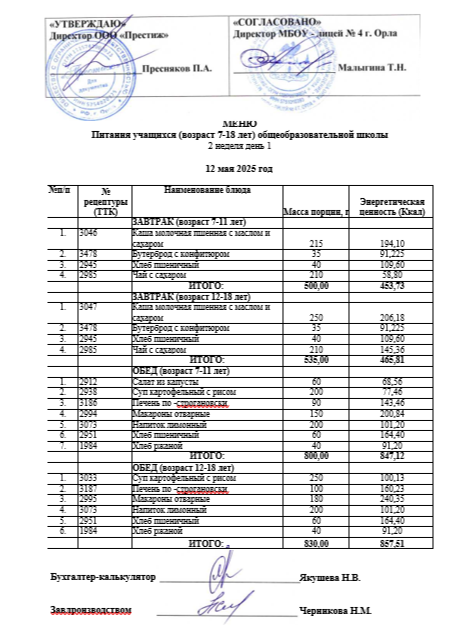 «УТВЕРЖДАЮ»
Директор ООО «Престиж»
Пресняков П.А.
«СОГЛАСОВАНО»
Директор МБОУ - лицей № 4 г. Орла
Малыгина Т.Н.
МЕНЮ
Питания учащихся (возраст 7-18 лет) общеобразовательной школы
2 неделя день 1
12 мая 2025 год
№п/п № рецептуры (ТТК) Наименование блюда Масса порции, г Энергетическая ценность (Ккал)
ЗАВТРАК (возраст 7-11 лет)
1. 3046 Каша молочная пшенная с маслом и сахаром 215 194,10
2. 3478 Бутерброд с конфитюром 35 91,225
3. 2945 Хлеб пшеничный 40 109,60
4. 2985 Чай с сахаром 210 58,80
ИТОГО: 500,00 453,73
ЗАВТРАК (возраст 12-18 лет)
1. 3047 Каша молочная пшенная с маслом и сахаром 250 206,18
2. 3478 Бутерброд с конфитюром 35 91,225
3. 2945 Хлеб пшеничный 40 109,60
4. 2985 Чай с сахаром 210 145,36
ИТОГО: 535,00 465,81
ОБЕД (возраст 7-11 лет)
1. 2912 Салат из капусты 60 68,56
2. 2938 Суп картофельный с рисом 200 77,46
3. 3186 Печень по -строгановски 90 143,46
4. 2994 Макароны отварные 150 200,84
5. 3073 Напиток лимонный 200 101,20
6. 2951 Хлеб пшеничный 60 164,40
7. 1984 Хлеб ржаной 40 91,20
ИТОГО: 800,00 847,12
ОБЕД (возраст 12-18 лет)
1. 3033 Суп картофельный с рисом 250 100,13
2. 3187 Печень по -строгановски 100 160,23
3. 2995 Макароны отварные 180 240,35
4. 3073 Напиток лимонный 200 101,20
5. 2951 Хлеб пшеничный 60 164,40
6. 1984 Хлеб ржаной 40 91,20
ИТОГО: 830,00 857,51
Бухгалтер-калькулятор Якушева Н.В.
Завпроизводством Черникова Н.М.